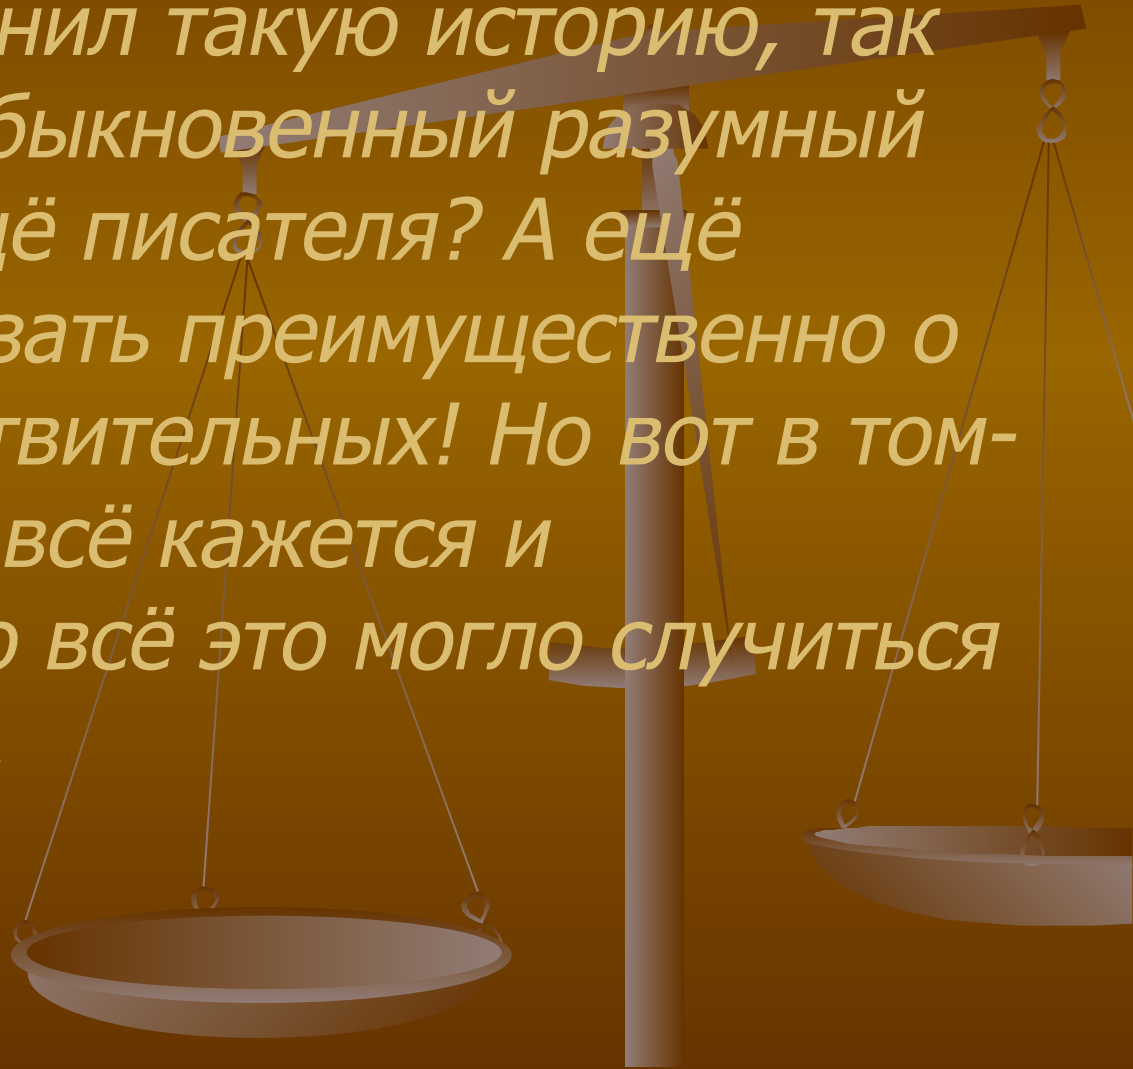 нил такую историю, так
быкновенный разумный
щё писателя? А ещё
зать преимущественно о
твительных! Но вот в том-
всё кажется и
о всё это могло случиться